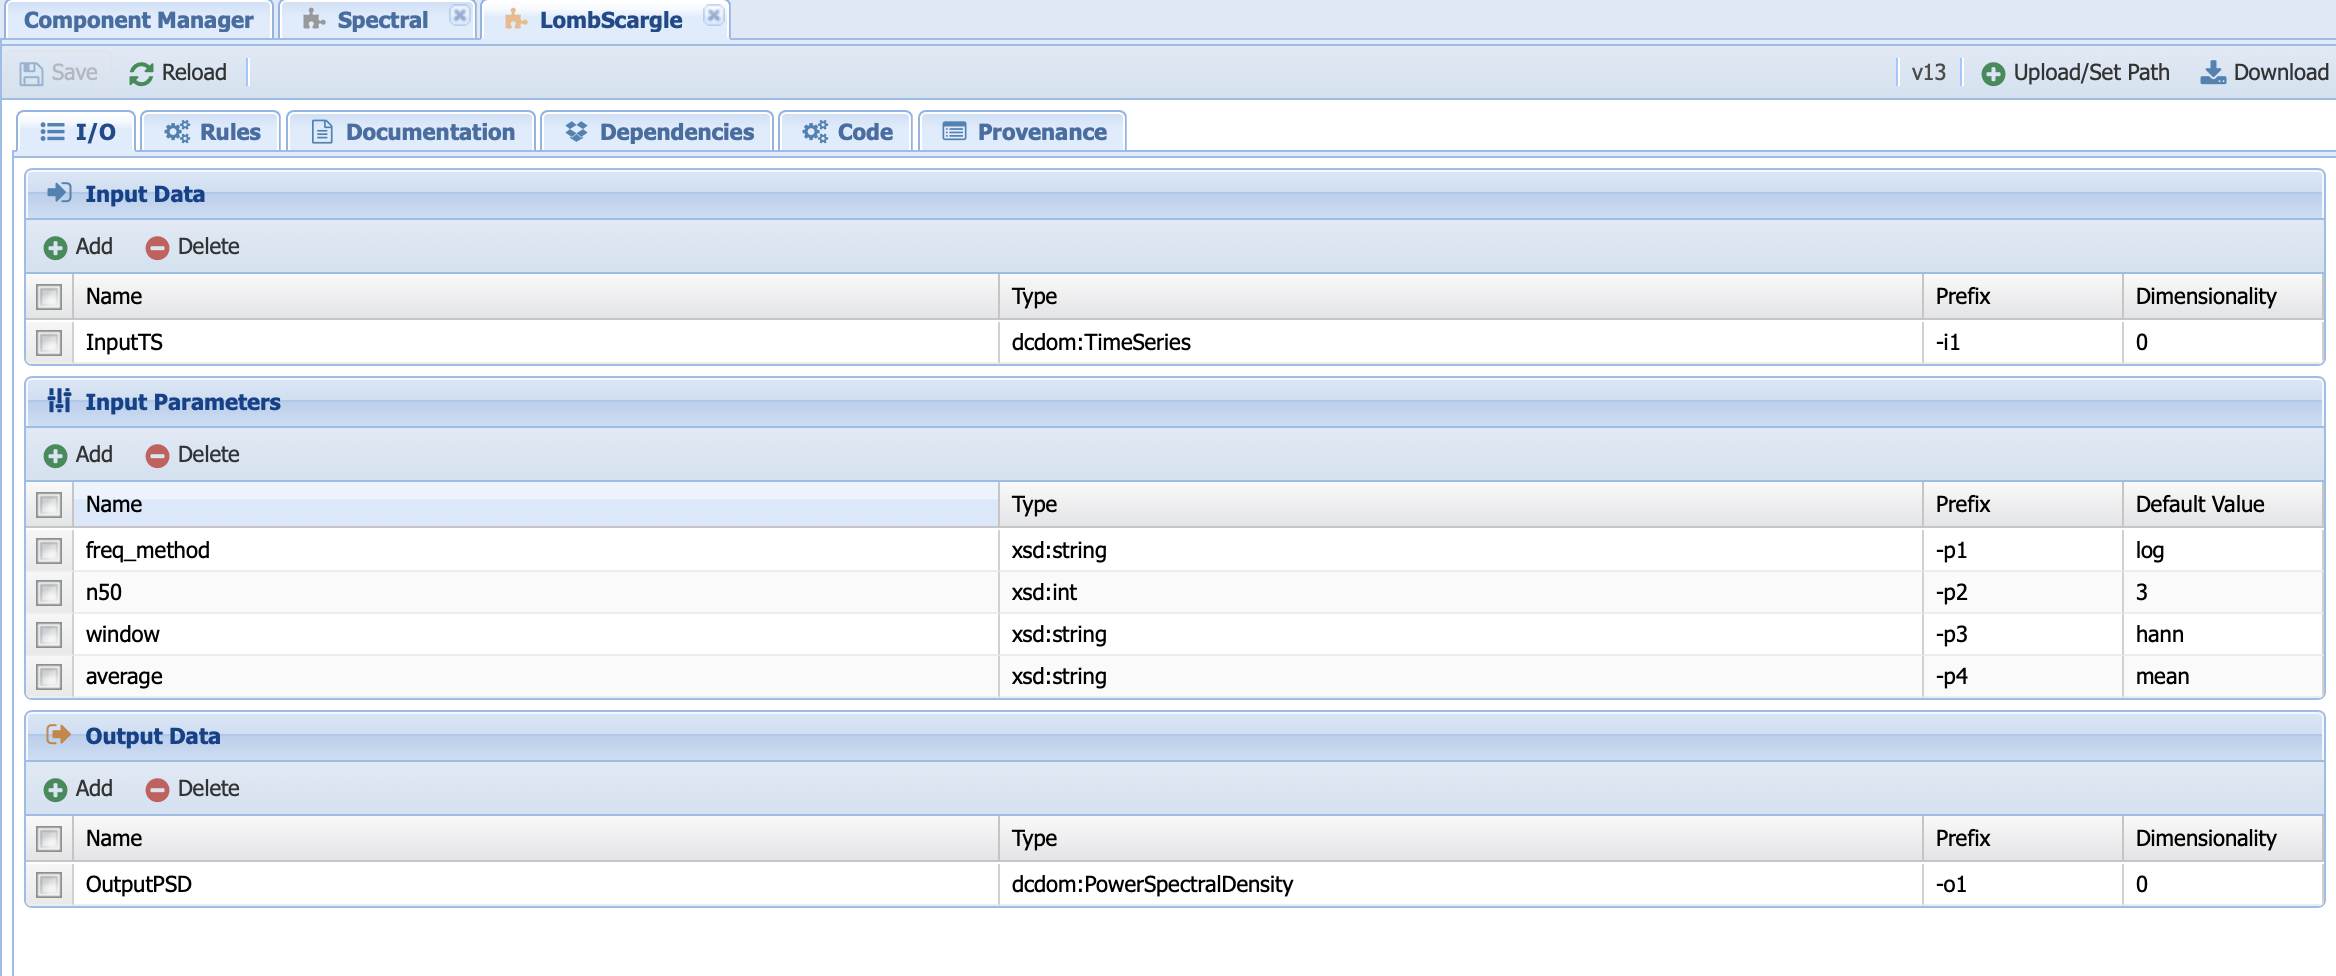 Component Manager Spectral LombScargle
Save Reload v13 Upload/Set Path Download
I/O Rules Documentation Dependencies Code Provenance
Input Data
Add Delete
Name Type Prefix Dimensionality
InputTS dcdom:TimeSeries -i1 0
Input Parameters
Add Delete
Name Type Prefix Default Value
freq_method xsd:string -p1 log
n50 xsd:int -p2 3
window xsd:string -p3 hann
average xsd:string -p4 mean
Output Data
Add Delete
Name Type Prefix Dimensionality
OutputPSD dcdom:PowerSpectralDensity -o1 0